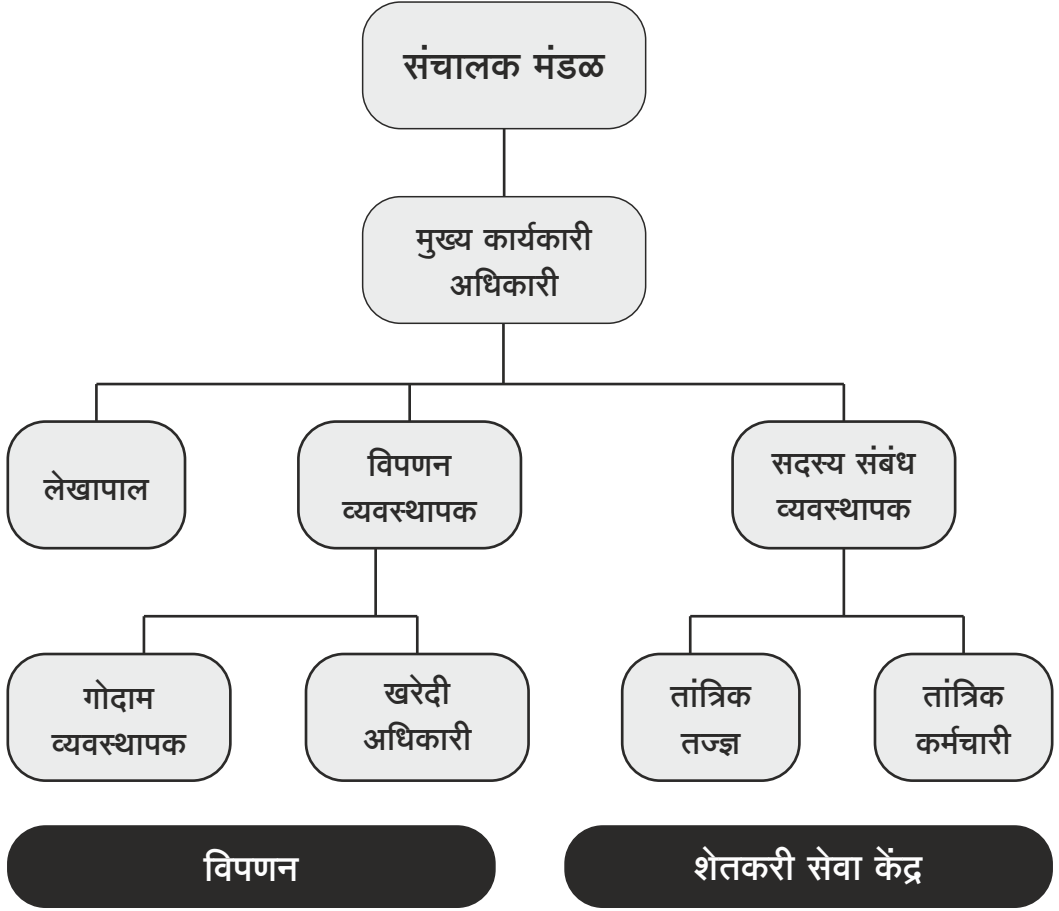 संचालक मंडळ
मुख्य कार्यकारी
अधिकारी
लेखापाल
विपणन
व्यवस्थापक
सदस्य संबंध
व्यवस्थापक
गोदाम
व्यवस्थापक
खरेदी
अधिकारी
तांत्रिक
तज्ज्ञ
तांत्रिक
कर्मचारी
विपणन
शेतकरी सेवा केंद्र